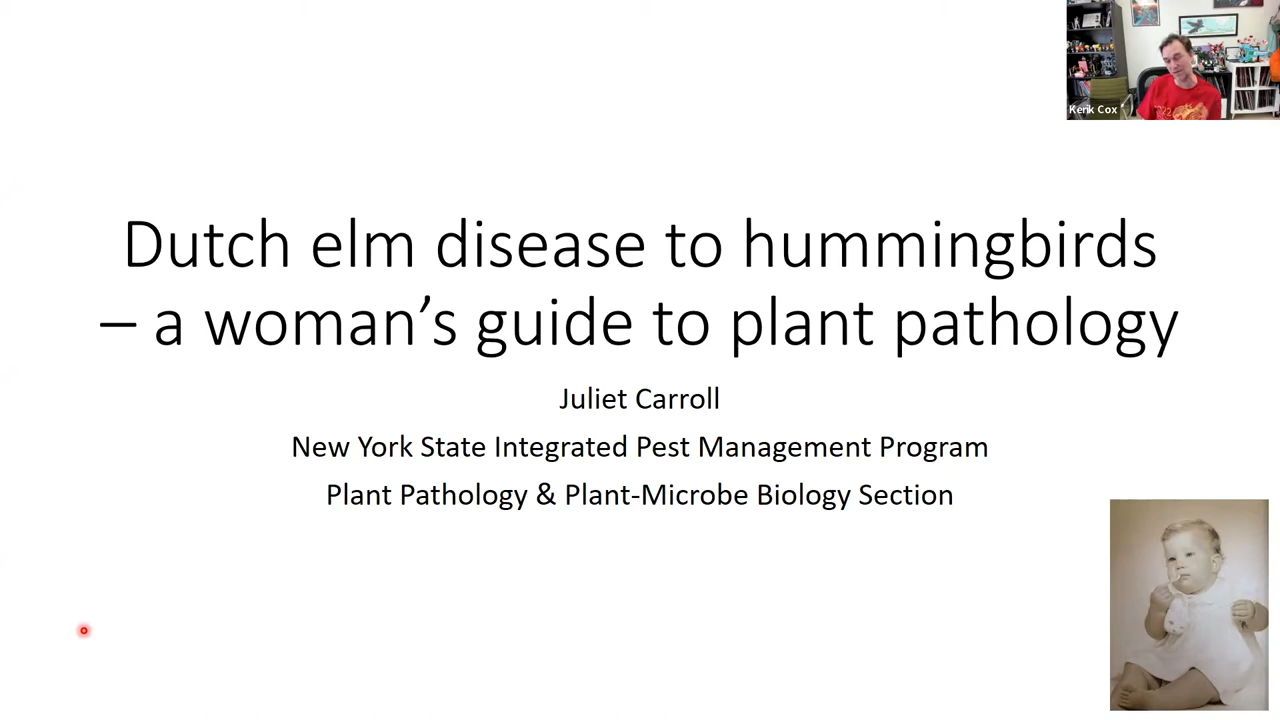 Kerik Cox
Dutch elm disease to hummingbirds
– a woman’s guide to plant pathology
Juliet Carroll
New York State Integrated Pest Management Program
Plant Pathology & Plant-Microbe Biology Section